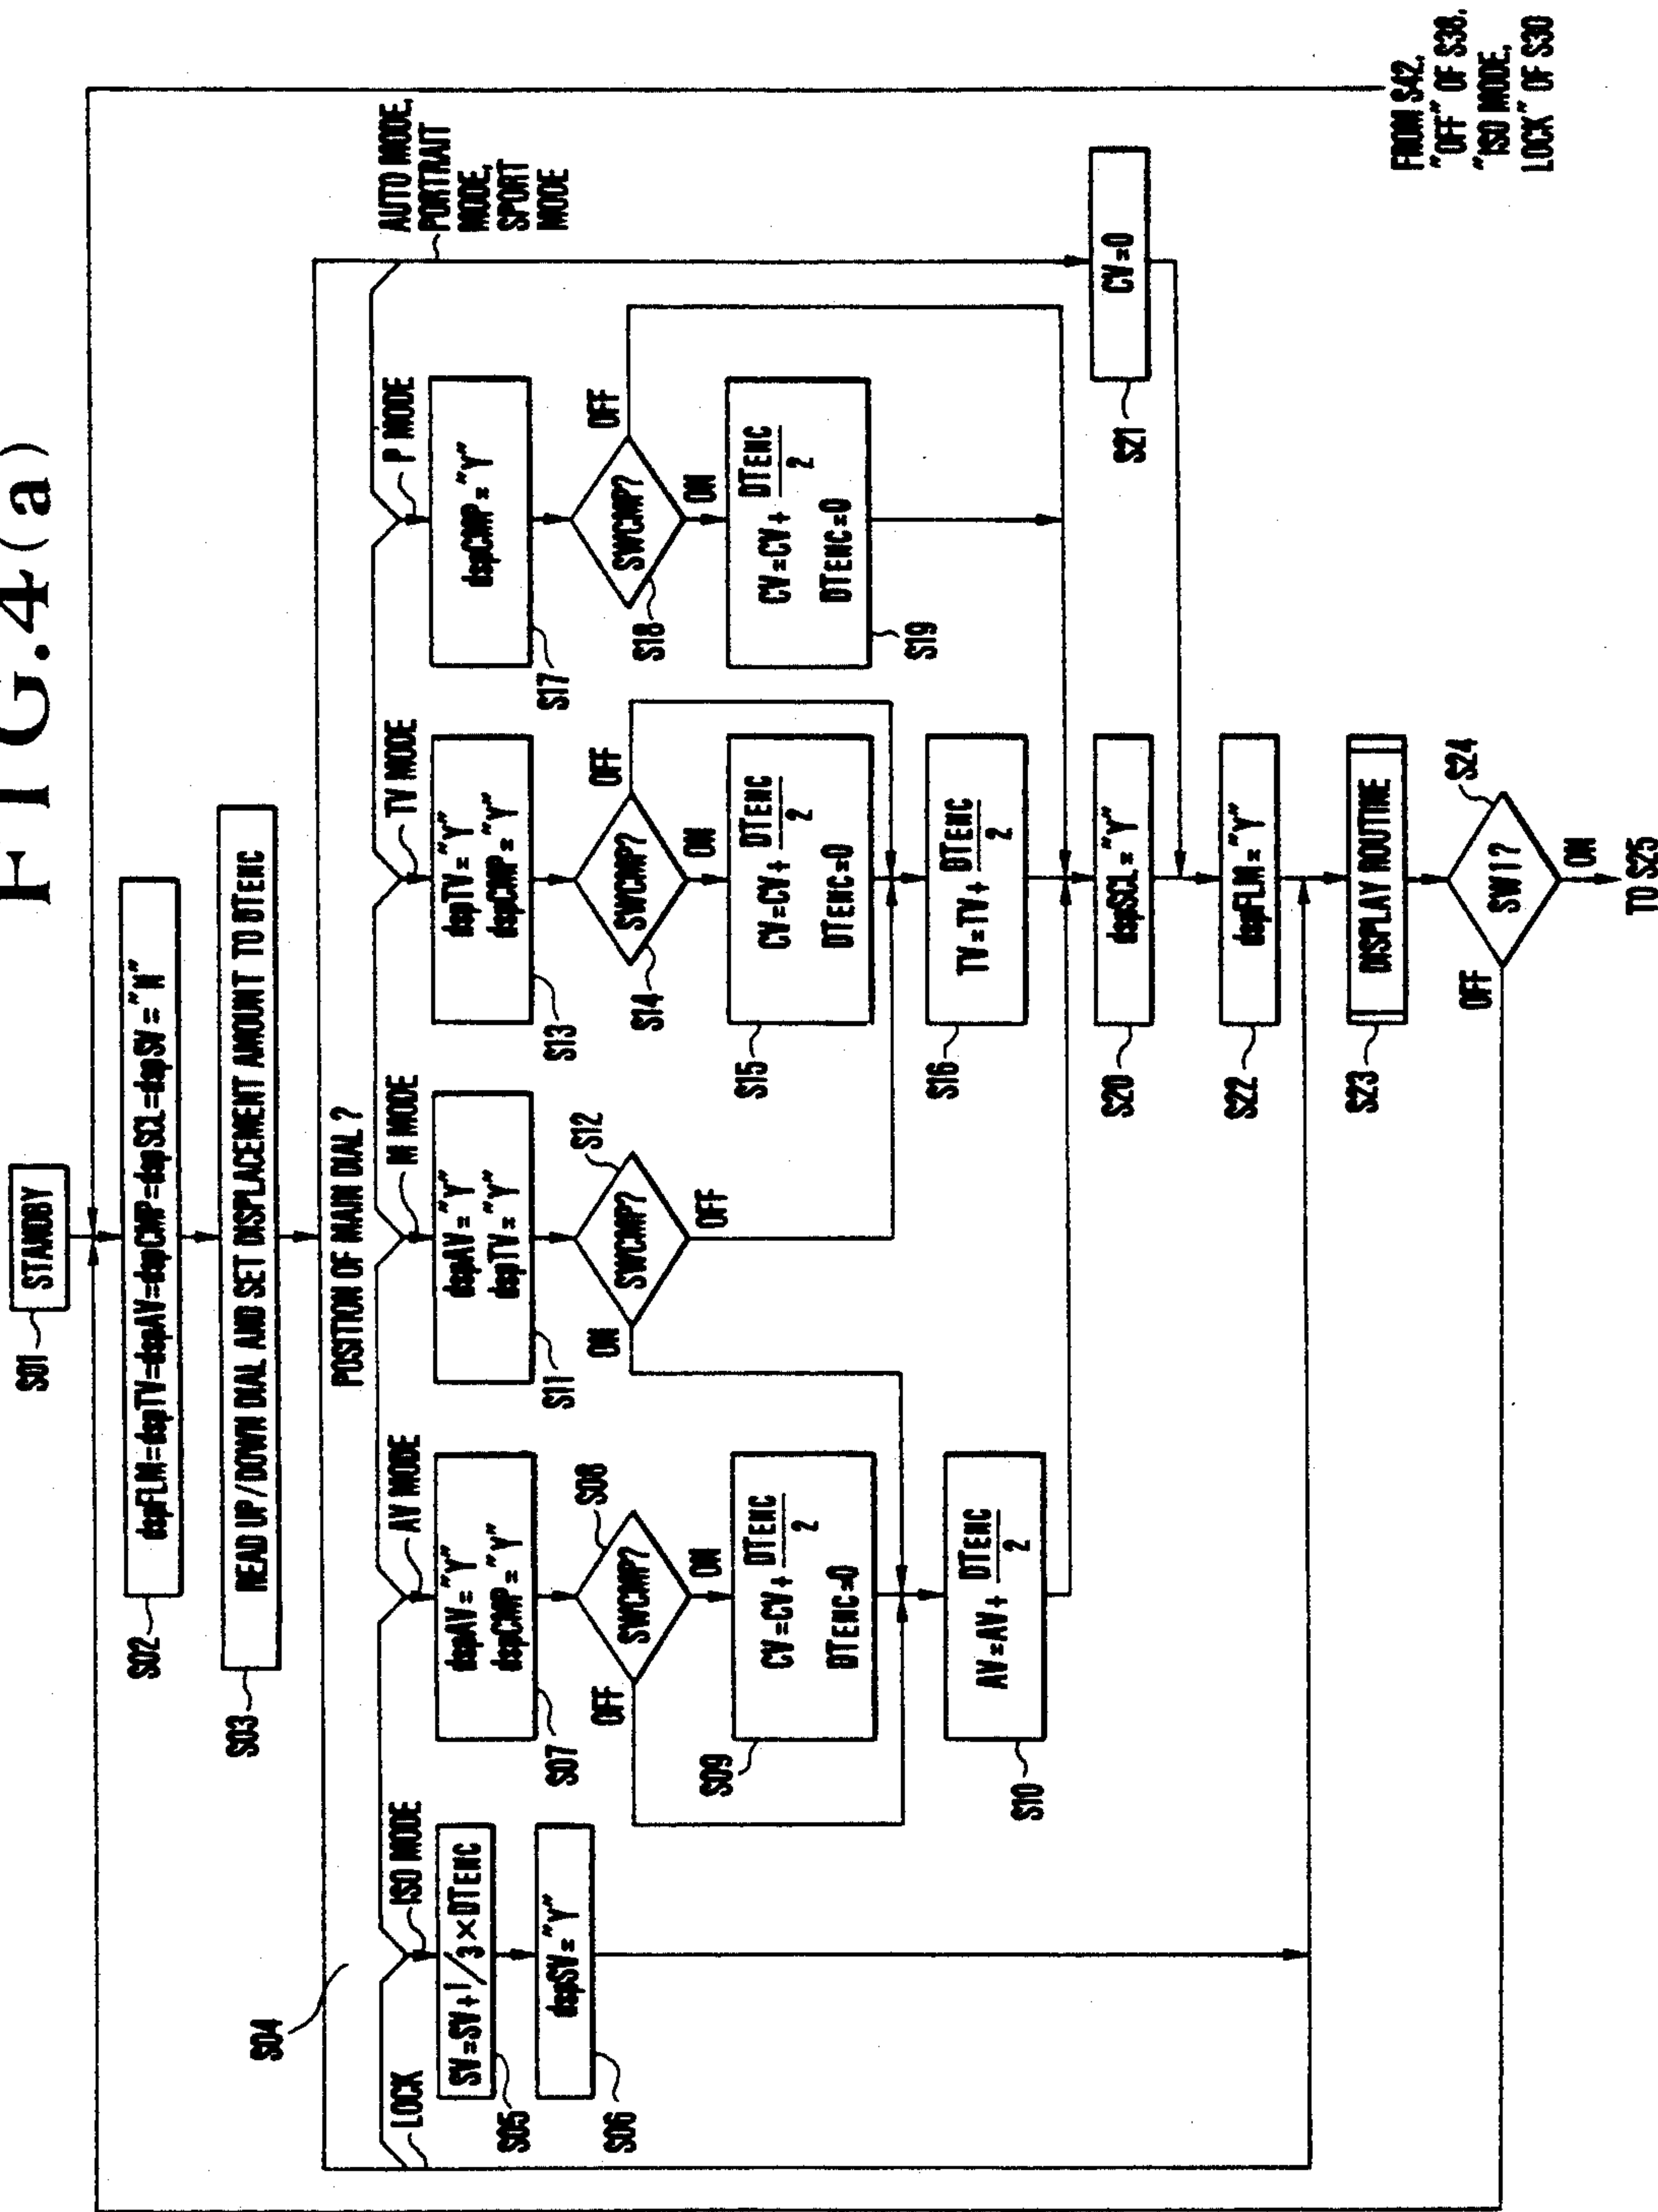 FIG.4(a)
S01
STANDBY
S02
dspFLM=dspTV=dspAV=dspCMP=dspSCL=dspSV="N"
S03
READ UP/DOWN DIAL AND SET DISPLACEMENT AMOUNT TO DTENC
S04
POSITION OF MAIN DIAL ?
LOCK
ISO MODE
AV MODE
M MODE
TV MODE
P MODE
AUTO MODE,
PORTRAIT
MODE,
SPORT
MODE
S05
SV=SV+1/3×DTENC
S06
dspSV="Y"
S07
dspAV="Y"
dspCMP="Y"
S08
SWCMP?
OFF
ON
S09
CV=CV+DTENC/2
DTENC=0
S10
AV=AV+DTENC/2
S11
dspAV="Y"
dspTV="Y"
S12
SWCMP?
ON
OFF
S13
dspTV="Y"
dspCMP="Y"
S14
SWCMP?
OFF
ON
S15
CV=CV+DTENC/2
DTENC=0
S16
TV=TV+DTENC/2
S17
dspCMP="Y"
S18
SWCMP?
OFF
ON
S19
CV=CV+DTENC/2
DTENC=0
S20
dspSCL="Y"
S21
CV=0
S22
dspFLM="Y"
S23
DISPLAY ROUTINE
S24
SW1?
OFF
ON
TO S25
FROM S42,
"OFF" OF S38,
"ISO MODE,
LOCK" OF S30